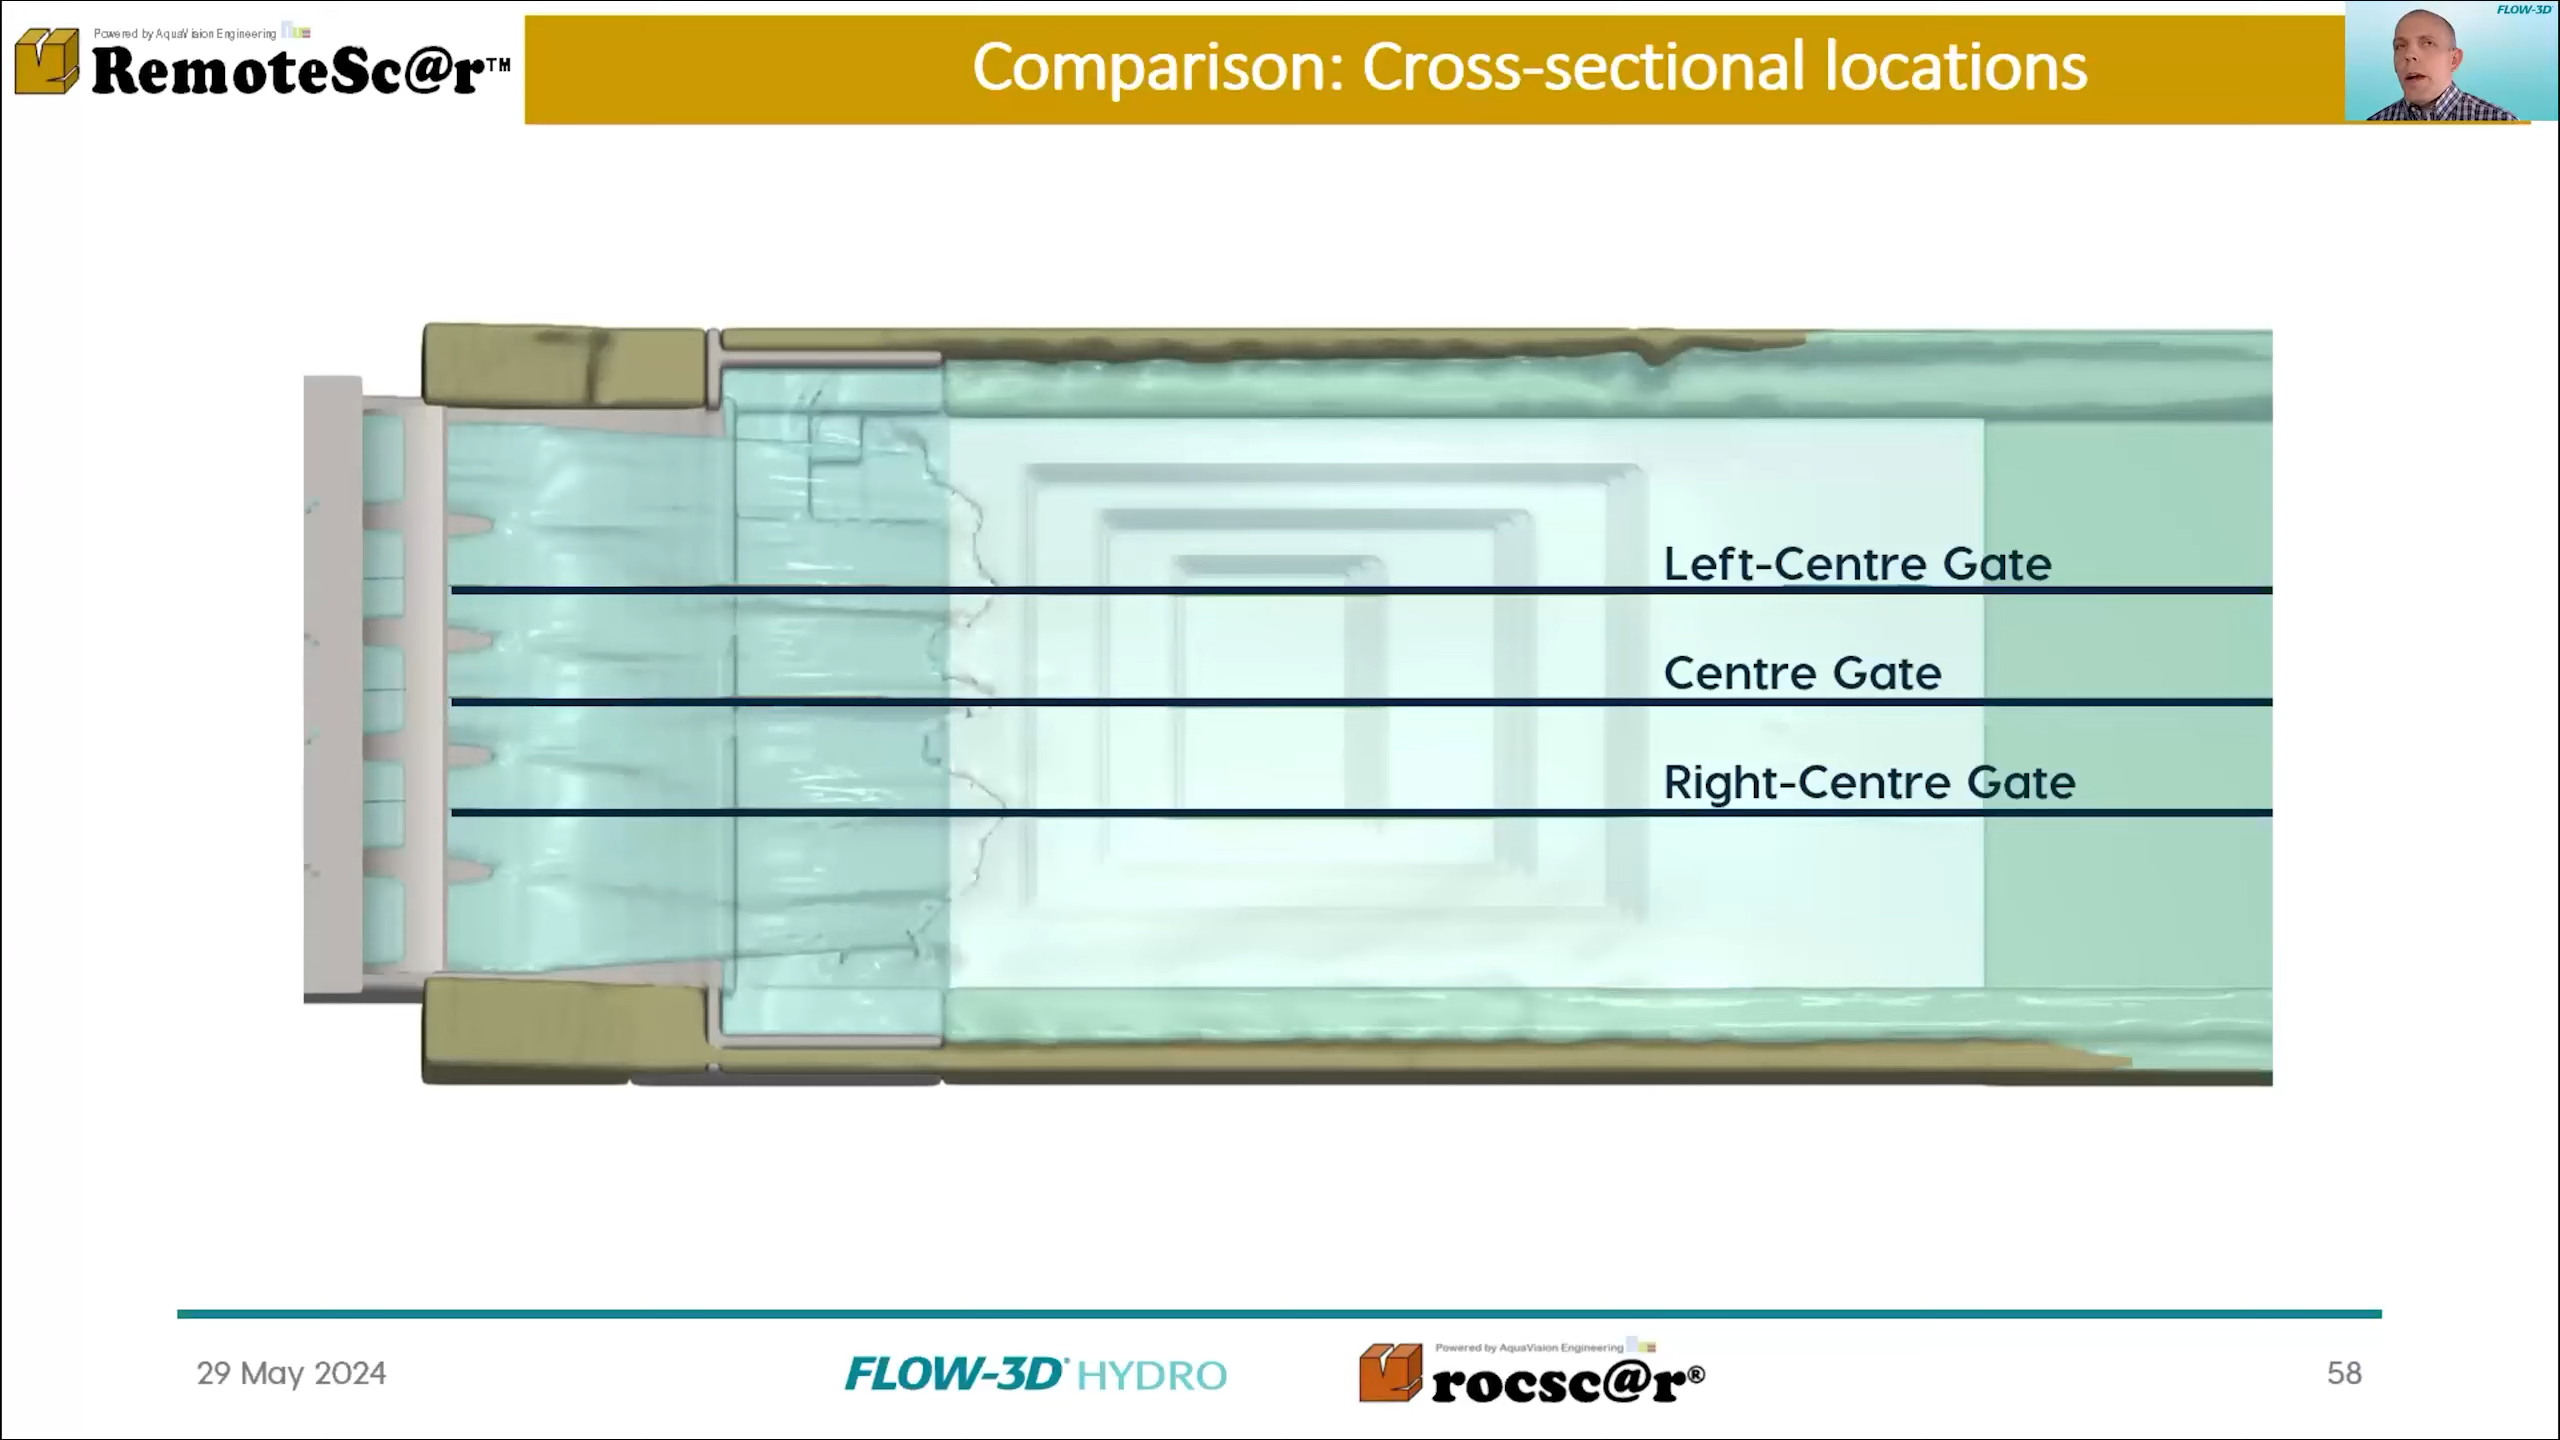 Powered by AquaVision Engineering
RemoteSc@r™
Comparison: Cross-sectional locations
FLOW-3D
Left-Centre Gate
Centre Gate
Right-Centre Gate
29 May 2024
FLOW-3D® HYDRO
Powered by AquaVision Engineering
rocsc@r®
58